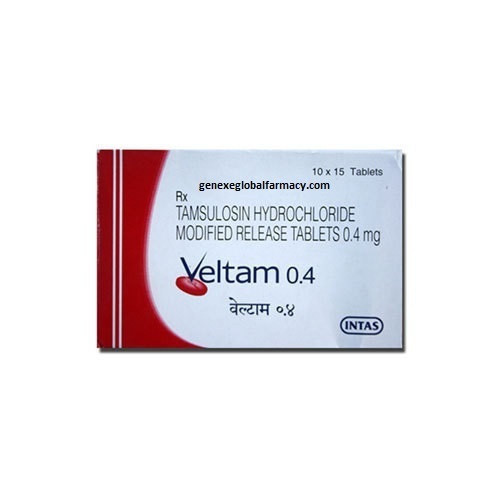 10 x 15 Tablets
genexeglobalfarmacy.com
Rx
TAMSULOSIN HYDROCHLORIDE
MODIFIED RELEASE TABLETS 0.4 mg
Veltam 0.4
वेल्टाम ०.४
INTAS